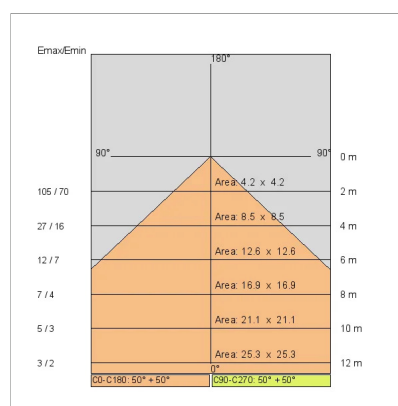 Emax/Emin
180°
90° 90° 0 m
105 / 70 Area: 4.2 x 4.2 2 m
27 / 16 Area: 8.5 x 8.5 4 m
12 / 7 Area: 12.6 x 12.6 6 m
7 / 4 Area: 16.9 x 16.9 8 m
5 / 3 Area: 21.1 x 21.1 10 m
3 / 2 Area: 25.3 x 25.3 12 m
0°
C0-C180: 50° + 50° C90-C270: 50° + 50°